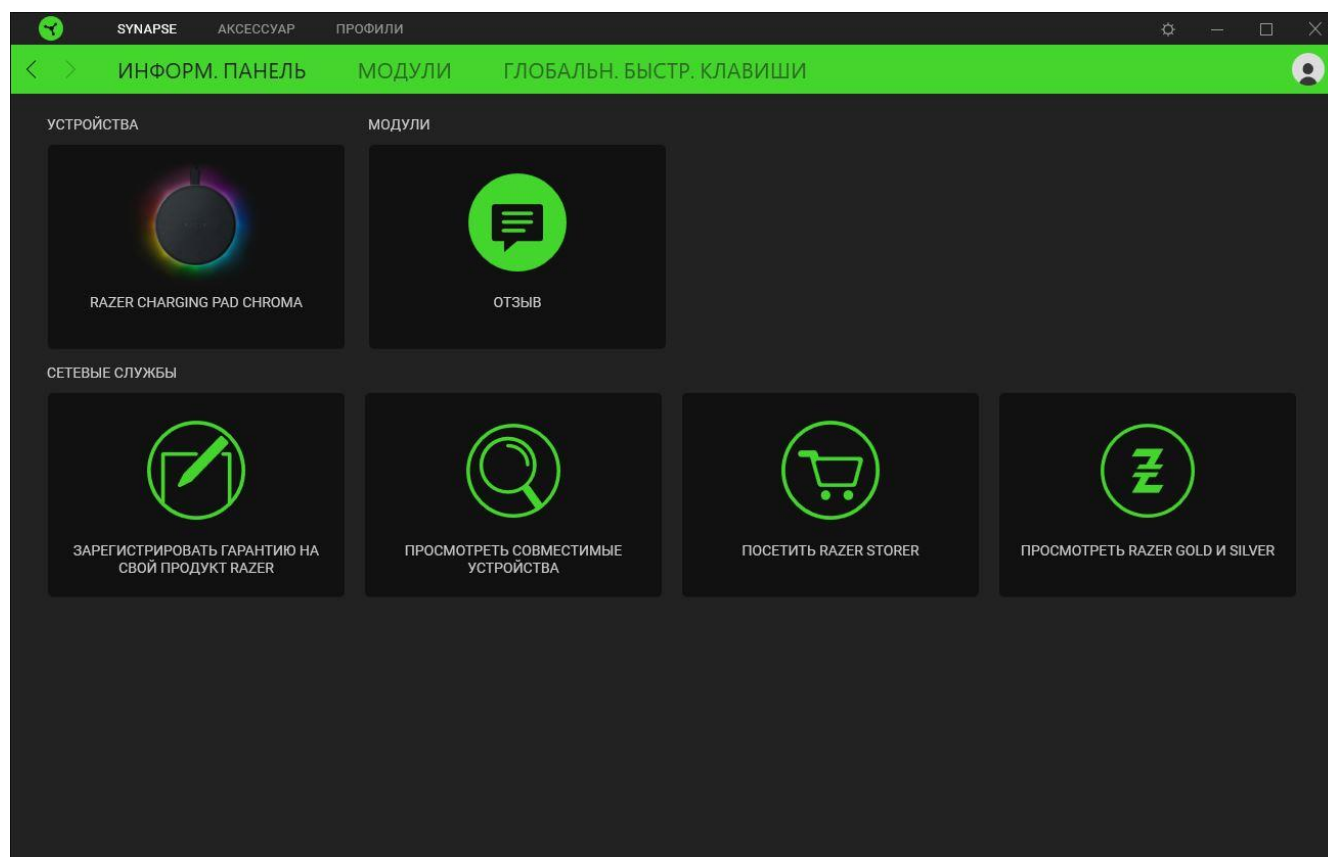 SYNAPSE АКСЕССУАР ПРОФИЛИ
ИНФОРМ. ПАНЕЛЬ МОДУЛИ ГЛОБАЛЬН. БЫСТР. КЛАВИШИ
УСТРОЙСТВА МОДУЛИ
RAZER CHARGING PAD CHROMA ОТЗЫВ
СЕТЕВЫЕ СЛУЖБЫ
ЗАРЕГИСТРИРОВАТЬ ГАРАНТИЮ НА
СВОЙ ПРОДУКТ RAZER
ПРОСМОТРЕТЬ СОВМЕСТИМЫЕ
УСТРОЙСТВА
ПОСЕТИТЬ RAZER STORER
ПРОСМОТРЕТЬ RAZER GOLD И SILVER